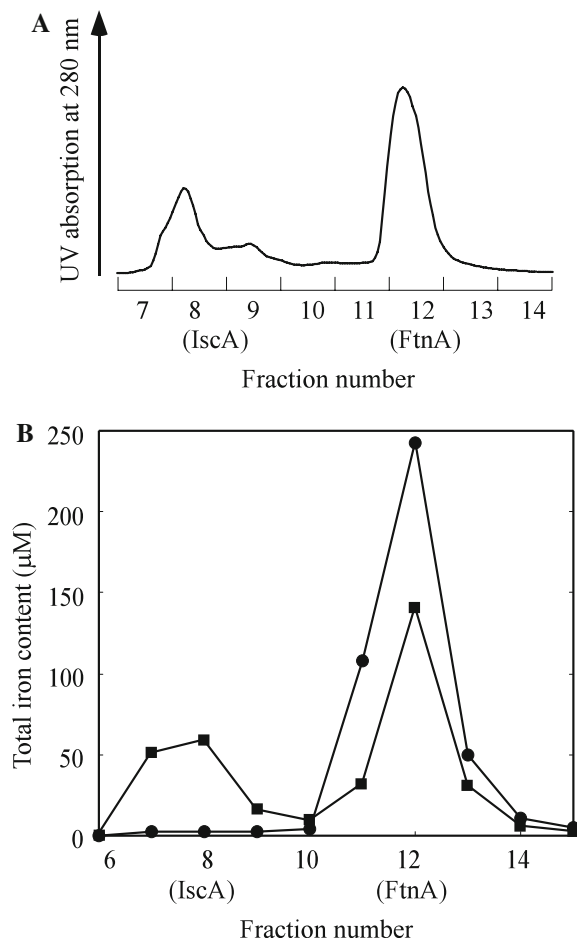 A
UV absorption at 280 nm
7 8 9 10 11 12 13 14
(IscA) (FtnA)
Fraction number
B
Total iron content (μM)
250
200
150
100
50
0
6 8 10 12 14
(IscA) (FtnA)
Fraction number